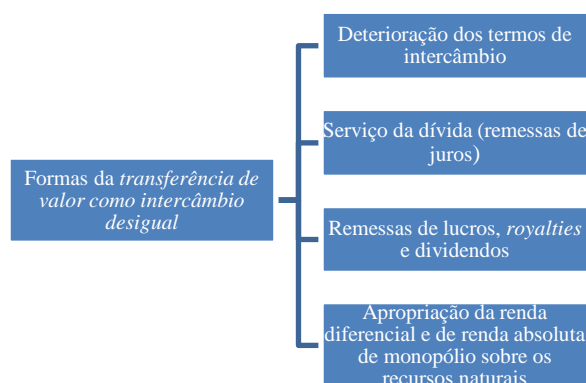 Deterioração dos termos de
intercâmbio
Serviço da dívida (remessas de
juros)
Formas da transferência de
valor como intercâmbio
desigual
Remessas de lucros, royalties
e dividendos
Apropriação da renda
diferencial e de renda absoluta
de monopólio sobre os
recursos naturais